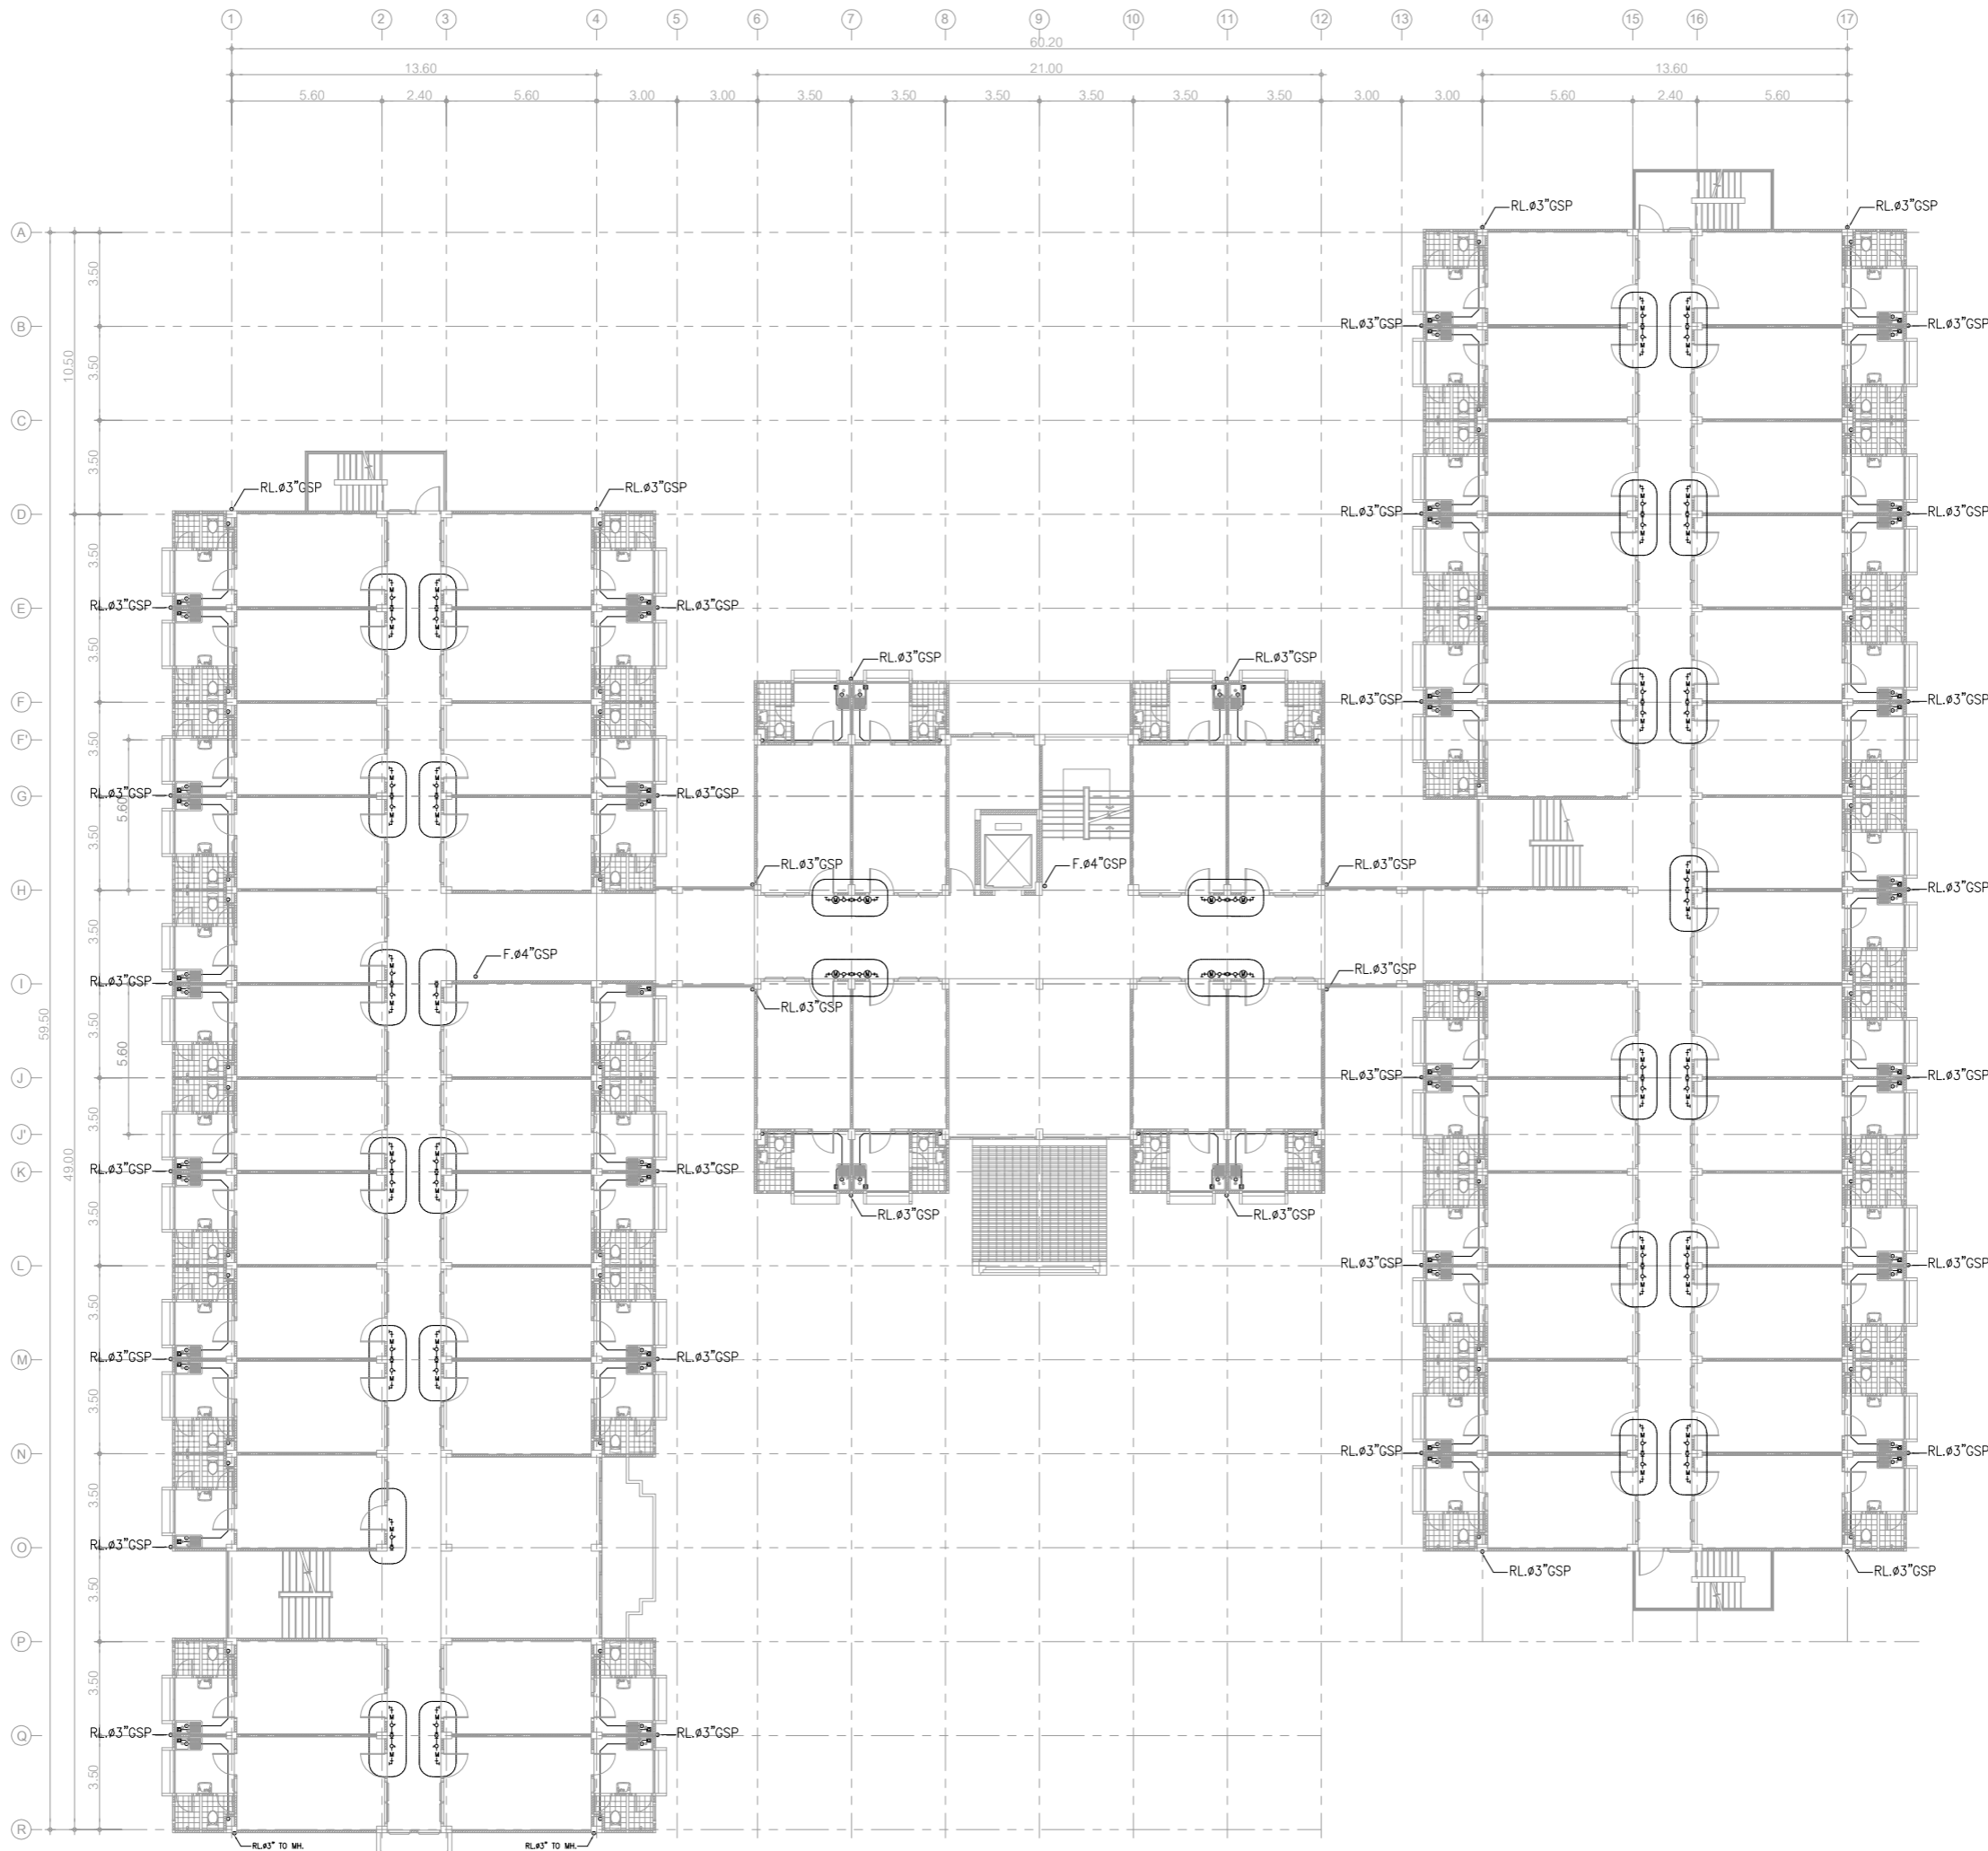 1 2 3 4 5 6 7 8 9 10 11 12 13 14 15 16 17
60.20
13.60 21.00 13.60
5.60 2.40 5.60 3.00 3.00 3.50 3.50 3.50 3.50 3.50 3.50 3.00 3.00 5.60 2.40 5.60
RL.ø3"GSP RL.ø3"GSP
A
3.50
B RL.ø3"GSP RL.ø3"GSP
10.50
3.50
C
3.50
RL.ø3"GSP RL.ø3"GSP
D RL.ø3"GSP RL.ø3"GSP
3.50
E RL.ø3"GSP RL.ø3"GSP
3.50
RL.ø3"GSP RL.ø3"GSP
F RL.ø3"GSP RL.ø3"GSP
F'
3.50
G RL.ø3"GSP RL.ø3"GSP
5.60
3.50
RL.ø3"GSP F.ø4"GSP RL.ø3"GSP
H RL.ø3"GSP
3.50
F.ø4"GSP
RL.ø3"GSP
I RL.ø3"GSP
RL.ø3"GSP
59.50
3.50
5.60
J RL.ø3"GSP RL.ø3"GSP
3.50
J'
49.00
K RL.ø3"GSP RL.ø3"GSP
3.50
RL.ø3"GSP RL.ø3"GSP
L RL.ø3"GSP RL.ø3"GSP
3.50
M RL.ø3"GSP RL.ø3"GSP
3.50
N RL.ø3"GSP RL.ø3"GSP
3.50
O RL.ø3"GSP
RL.ø3"GSP RL.ø3"GSP
3.50
P
3.50
Q RL.ø3"GSP RL.ø3"GSP
3.50
R
RL.ø3" TO MH. RL.ø3" TO MH.